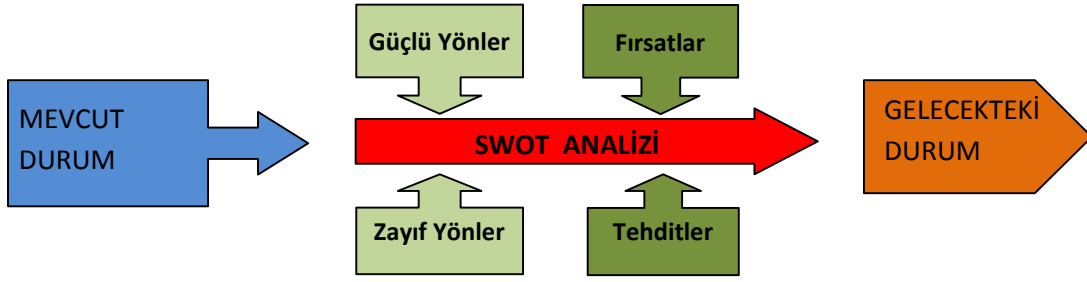 Güçlü Yönler
Fırsatlar
MEVCUT
DURUM
SWOT ANALİZİ
GELECEKTEKİ
DURUM
Zayıf Yönler
Tehditler